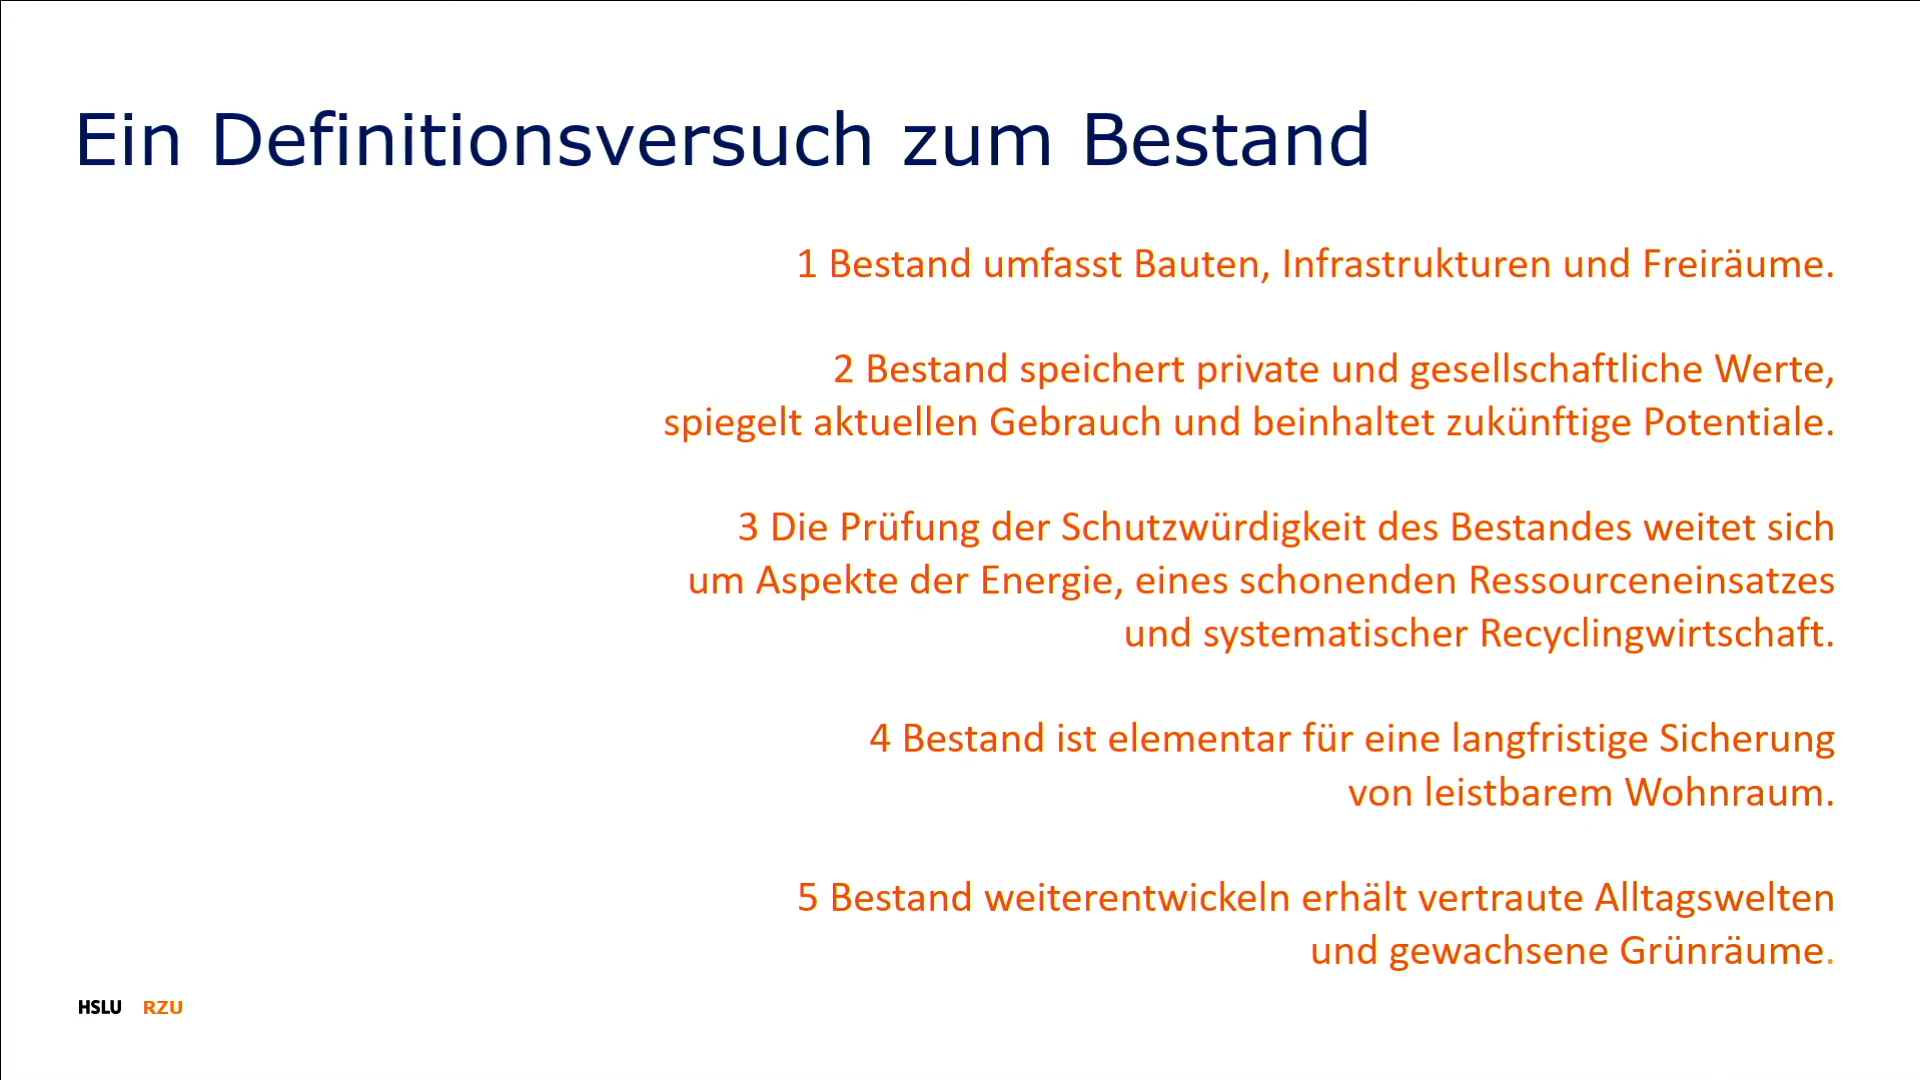 Ein Definitionsversuch zum Bestand
1 Bestand umfasst Bauten, Infrastrukturen und Freiräume.
2 Bestand speichert private und gesellschaftliche Werte,
spiegelt aktuellen Gebrauch und beinhaltet zukünftige Potentiale.
3 Die Prüfung der Schutzwürdigkeit des Bestandes weitet sich
um Aspekte der Energie, eines schonenden Ressourceneinsatzes
und systematischer Recyclingwirtschaft.
4 Bestand ist elementar für eine langfristige Sicherung
von leistbarem Wohnraum.
5 Bestand weiterentwickeln erhält vertraute Alltagswelten
und gewachsene Grünräume.
HSLU RZU